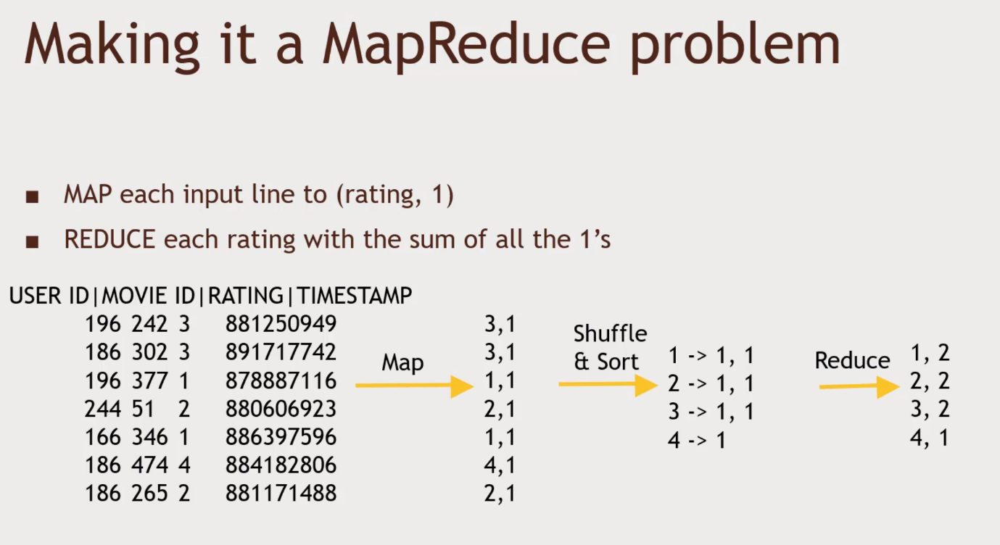 Making it a MapReduce problem
■ MAP each input line to (rating, 1)
■ REDUCE each rating with the sum of all the 1’s
USER ID|MOVIE ID|RATING|TIMESTAMP
196 242 3 881250949
186 302 3 891717742
196 377 1 878887116
244 51 2 880606923
166 346 1 886397596
186 474 4 884182806
186 265 2 881171488
Map
3,1
3,1
1,1
2,1
1,1
4,1
2,1
Shuffle
& Sort
1 -> 1, 1
2 -> 1, 1
3 -> 1, 1
4 -> 1
Reduce
1, 2
2, 2
3, 2
4, 1